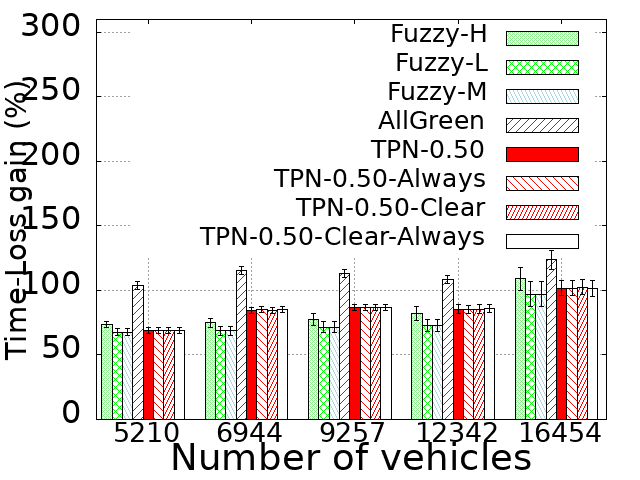 300
250
200
150
100
50
0
Time-Loss gain (%)
Fuzzy-H
Fuzzy-L
Fuzzy-M
AllGreen
TPN-0.50
TPN-0.50-Always
TPN-0.50-Clear
TPN-0.50-Clear-Always
5210 6944 9257 12342 16454
Number of vehicles